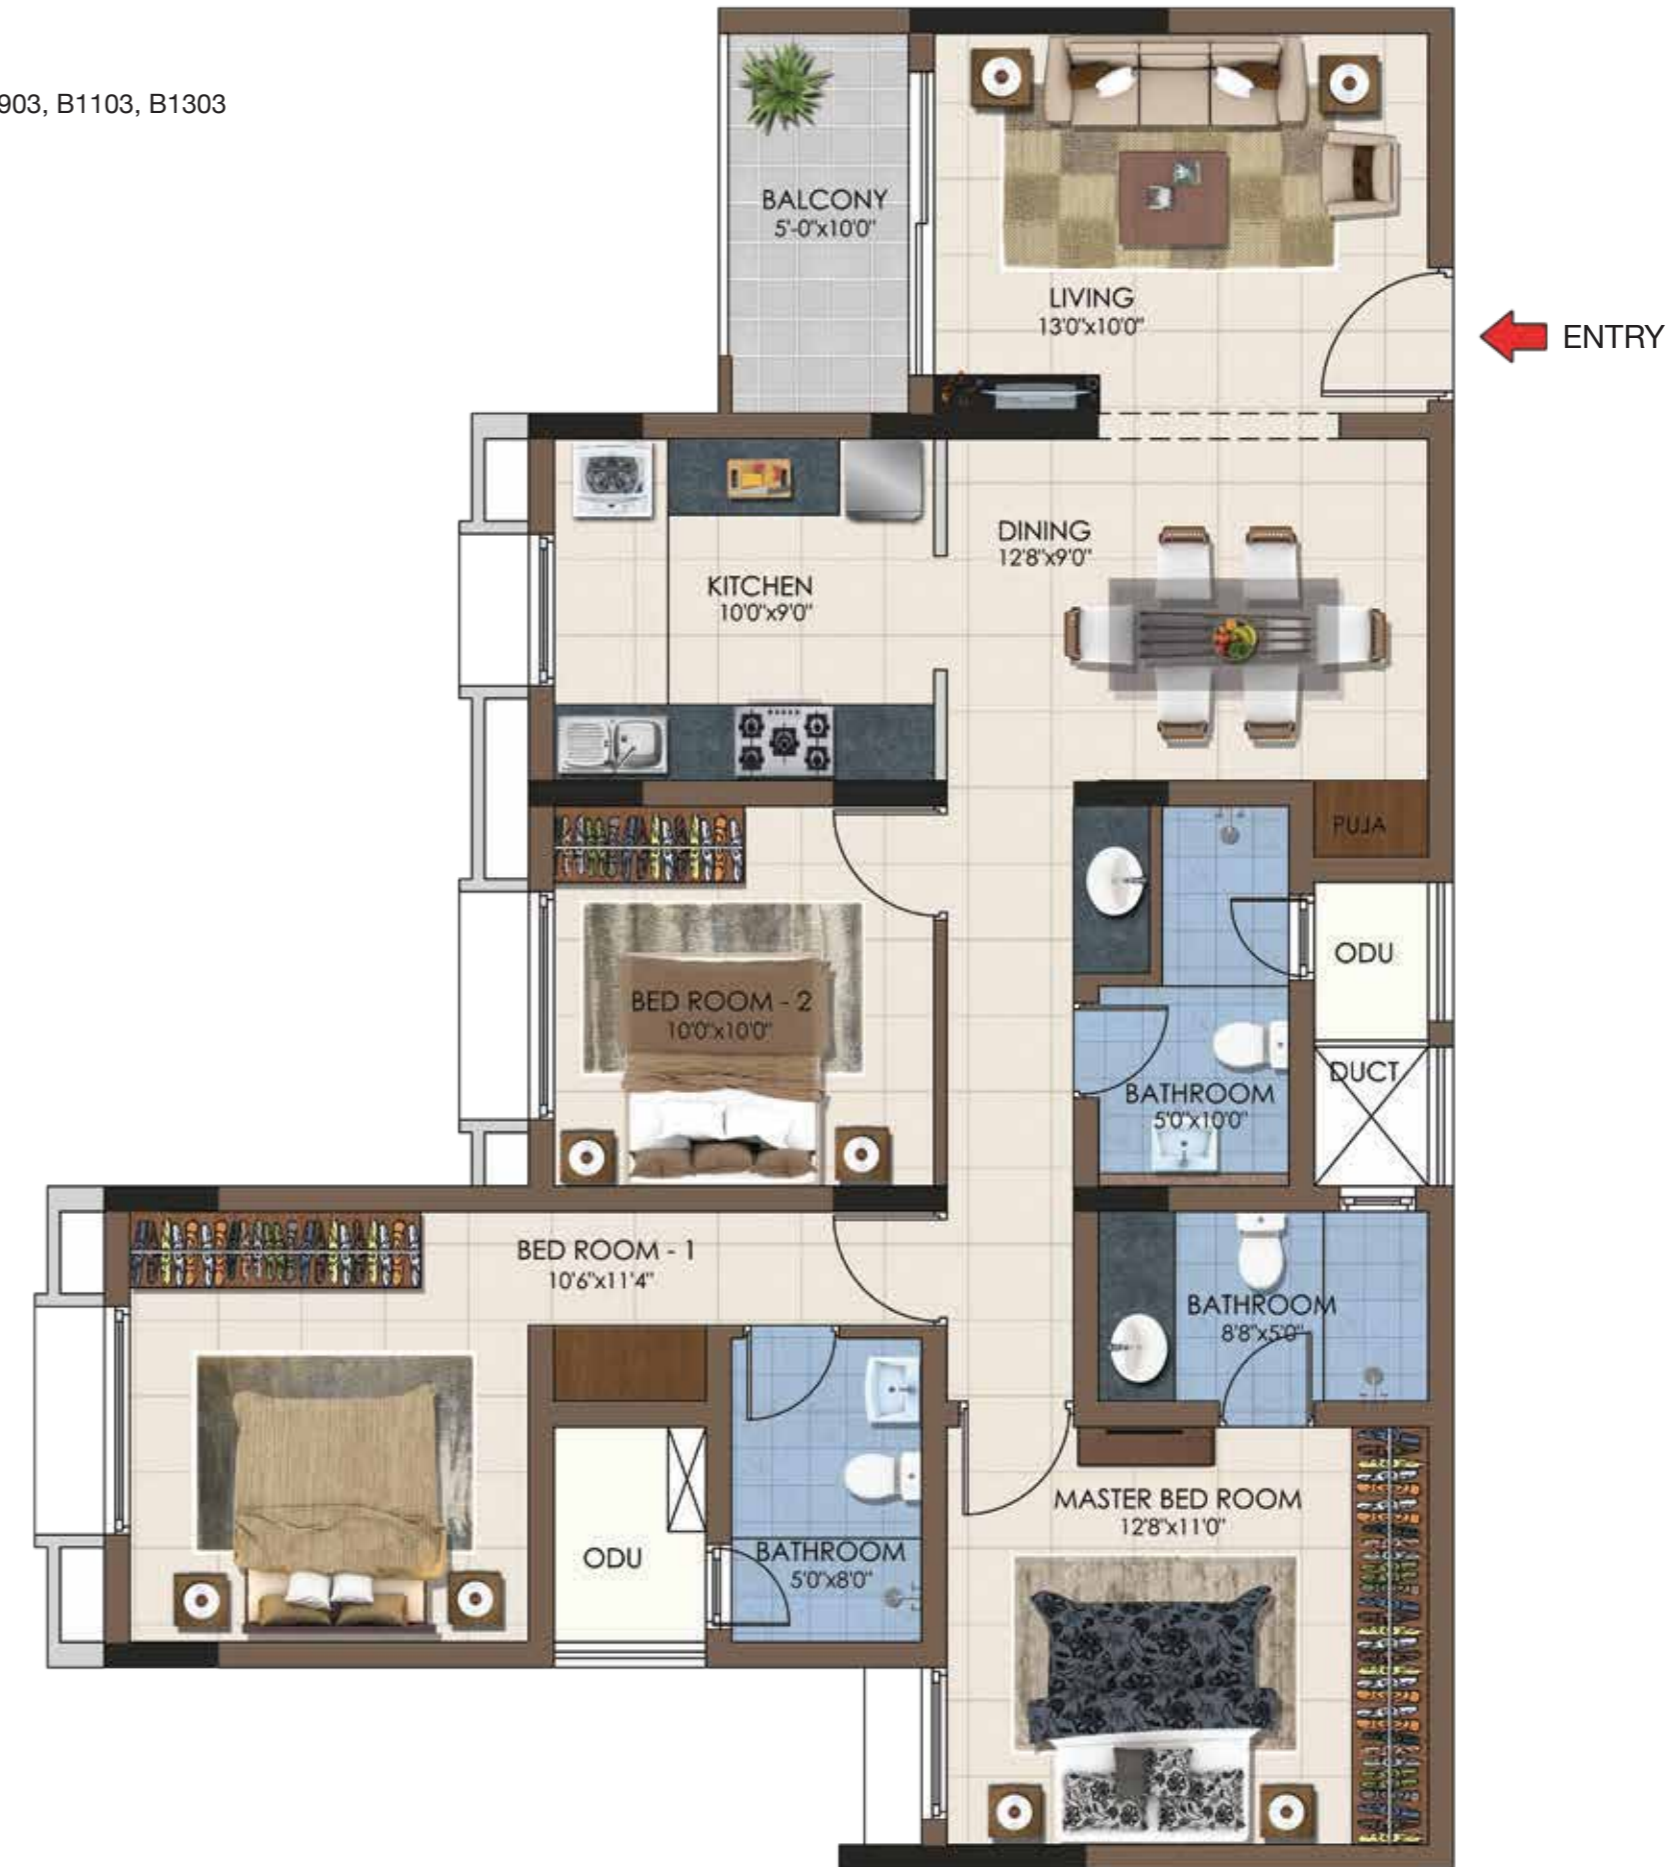 B1103, B1303
BALCONY
5'-0"x10'0"
LIVING
13'0"x10'0"
ENTRY
DINING
12'8"x9'0"
KITCHEN
10'0"x9'0"
PUJA
ODU
BED ROOM - 2
10'0"x10'0"
DUCT
BATHROOM
5'0"x10'0"
BED ROOM - 1
10'6"x11'4"
BATHROOM
8'8"x5'0"
MASTER BED ROOM
12'8"x11'0"
ODU
BATHROOM
5'0"x8'0"